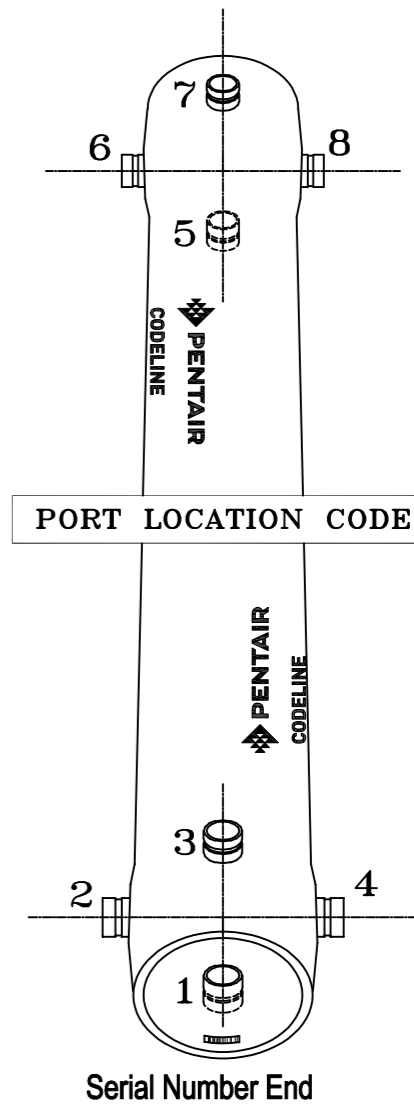 7
6
8
5
CODELINE
PENTAIR
PORT LOCATION CODE
PENTAIR
CODELINE
3
2
4
1
Serial Number End